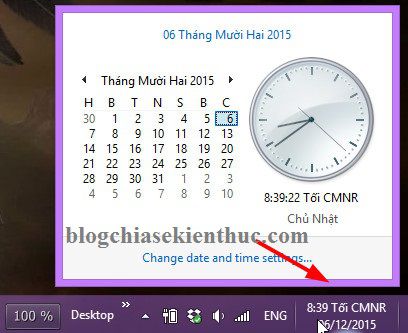 06 Tháng Mười Hai 2015
Tháng Mười Hai 2015
H B T N S B C
30 1 2 3 4 5 6
7 8 9 10 11 12 13
14 15 16 17 18 19 20
21 22 23 24 25 26 27
28 29 30 31 1 2 3
4 5 6 7 8 9 10
8:39:22 Tối CMNR
Chủ Nhật
blogchiasekienthuc.com
Change date and time settings...
100 % Desktop » ENG 8:39 Tối CMNR
06/12/2015